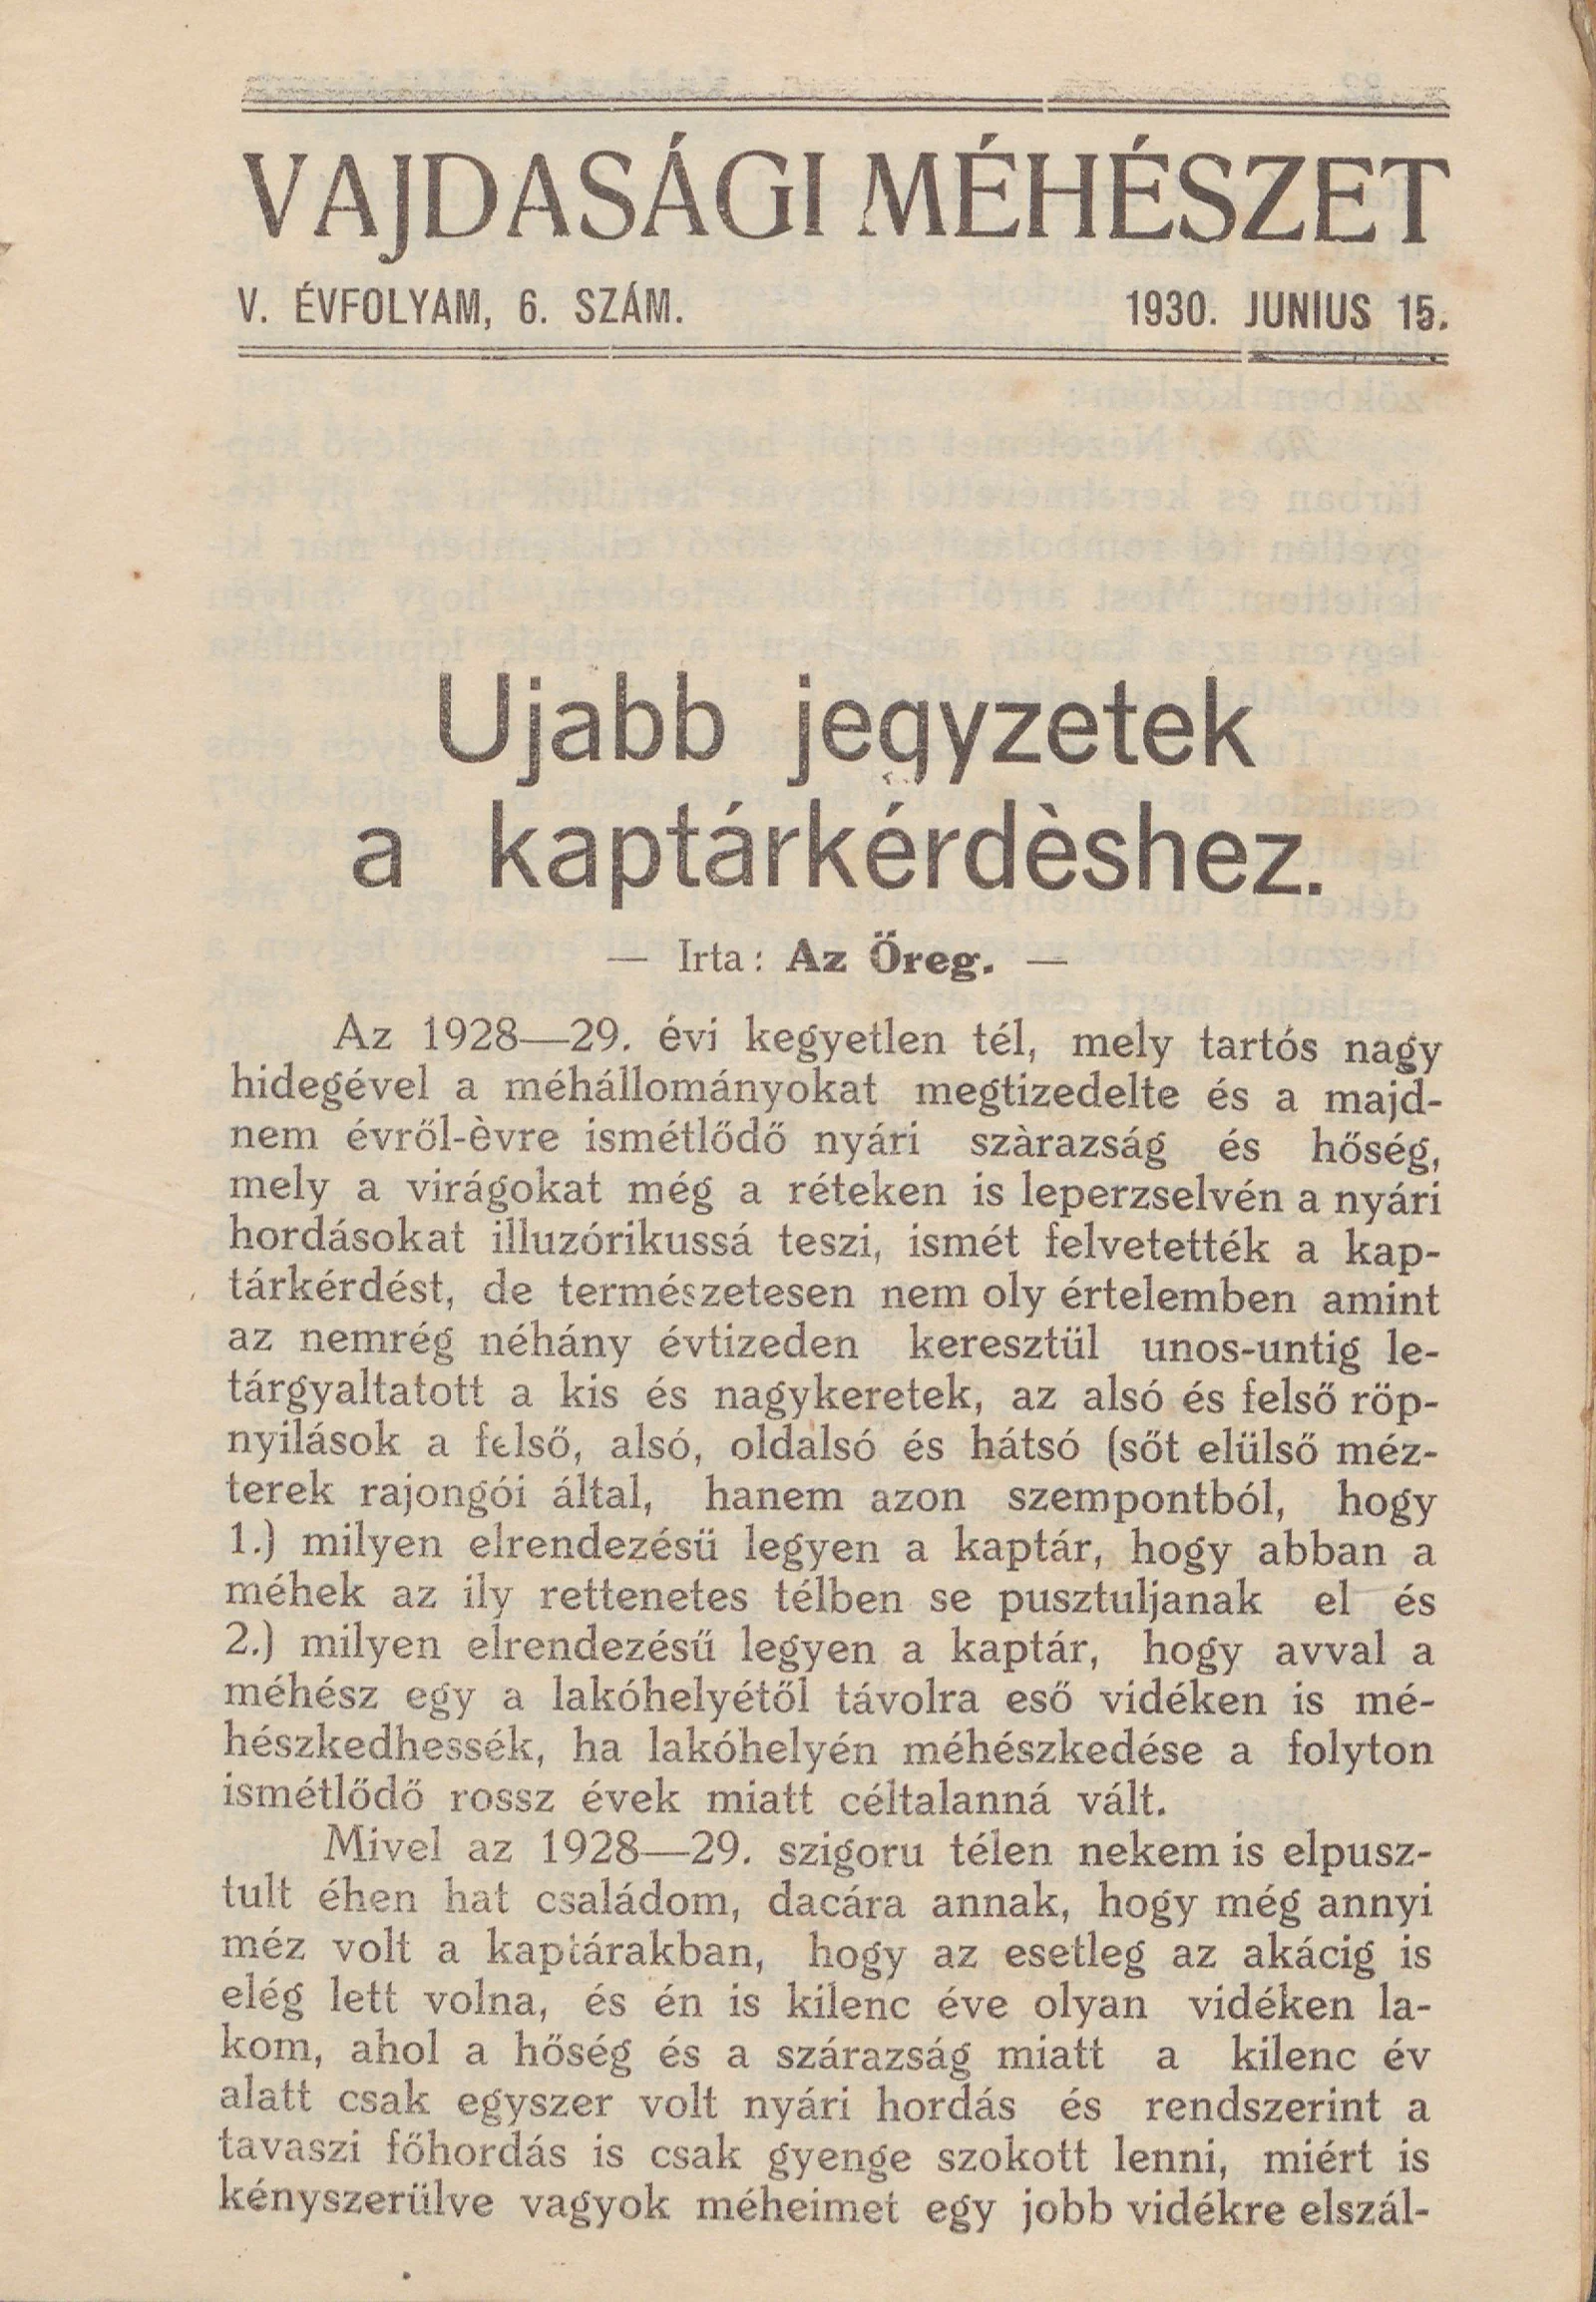 VAJDASÁGI MÉHÉSZET
V. ÉVFOLYAM, 6. SZÁM. 1930. JUNIUS 15.
Ujabb jegyzetek
a kaptárkérdèshez.
— Irta: Az Öreg. —
Az 1928—29. évi kegyetlen tél, mely tartós nagy
hidegével a méhállományokat megtizedelte és a majd-
nem évről-èvre ismétlődő nyári szàrazság és hőség,
mely a virágokat még a réteken is leperzselvén a nyári
hordásokat illuzórikussá teszi, ismét felvetették a kap-
tárkérdést, de természetesen nem oly értelemben amint
az nemrég néhány évtizeden keresztül unos-untig le-
tárgyaltatott a kis és nagykeretek, az alsó és felső röp-
nyilások a felső, alsó, oldalsó és hátsó (sőt elülső méz-
terek rajongói által, hanem azon szempontból, hogy
1.) milyen elrendezésü legyen a kaptár, hogy abban a
méhek az ily rettenetes télben se pusztuljanak el és
2.) milyen elrendezésű legyen a kaptár, hogy avval a
méhész egy a lakóhelyétől távolra eső vidéken is mé-
hészkedhessék, ha lakóhelyén méhészkedése a folyton
ismétlődő rossz évek miatt céltalanná vált.
Mivel az 1928—29. szigoru télen nekem is elpusz-
tult éhen hat családom, dacára annak, hogy még annyi
méz volt a kaptárakban, hogy az esetleg az akácig is
elég lett volna, és én is kilenc éve olyan vidéken la-
kom, ahol a hőség és a szárazság miatt a kilenc év
alatt csak egyszer volt nyári hordás és rendszerint a
tavaszi főhordás is csak gyenge szokott lenni, miért is
kényszerülve vagyok méheimet egy jobb vidékre elszál-